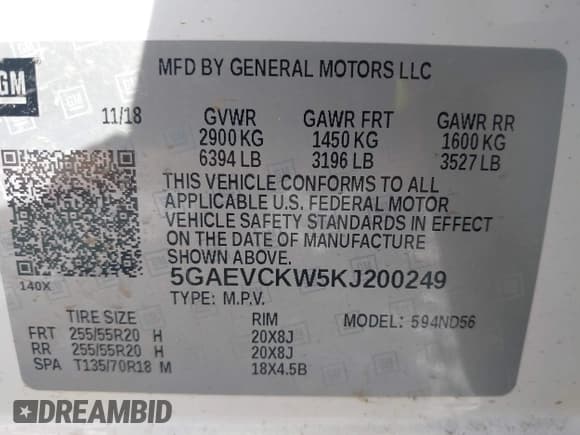 GM
MFD BY GENERAL MOTORS LLC
11/18 GVWR GAWR FRT GAWR RR
2900 KG 1450 KG 1600 KG
6394 LB 3196 LB 3527 LB
THIS VEHICLE CONFORMS TO ALL
APPLICABLE U.S. FEDERAL MOTOR
VEHICLE SAFETY STANDARDS IN EFFECT
ON THE DATE OF MANUFACTURE
SHOWN ABOVE.
140X
5GAEVCKW5KJ200249
TYPE: M.P.V.
TIRE SIZE RIM MODEL: 594ND56
FRT 255/55R20 H 20X8J
RR 255/55R20 H 20X8J
SPA T135/70R18 M 18X4.5B
DREAMBID